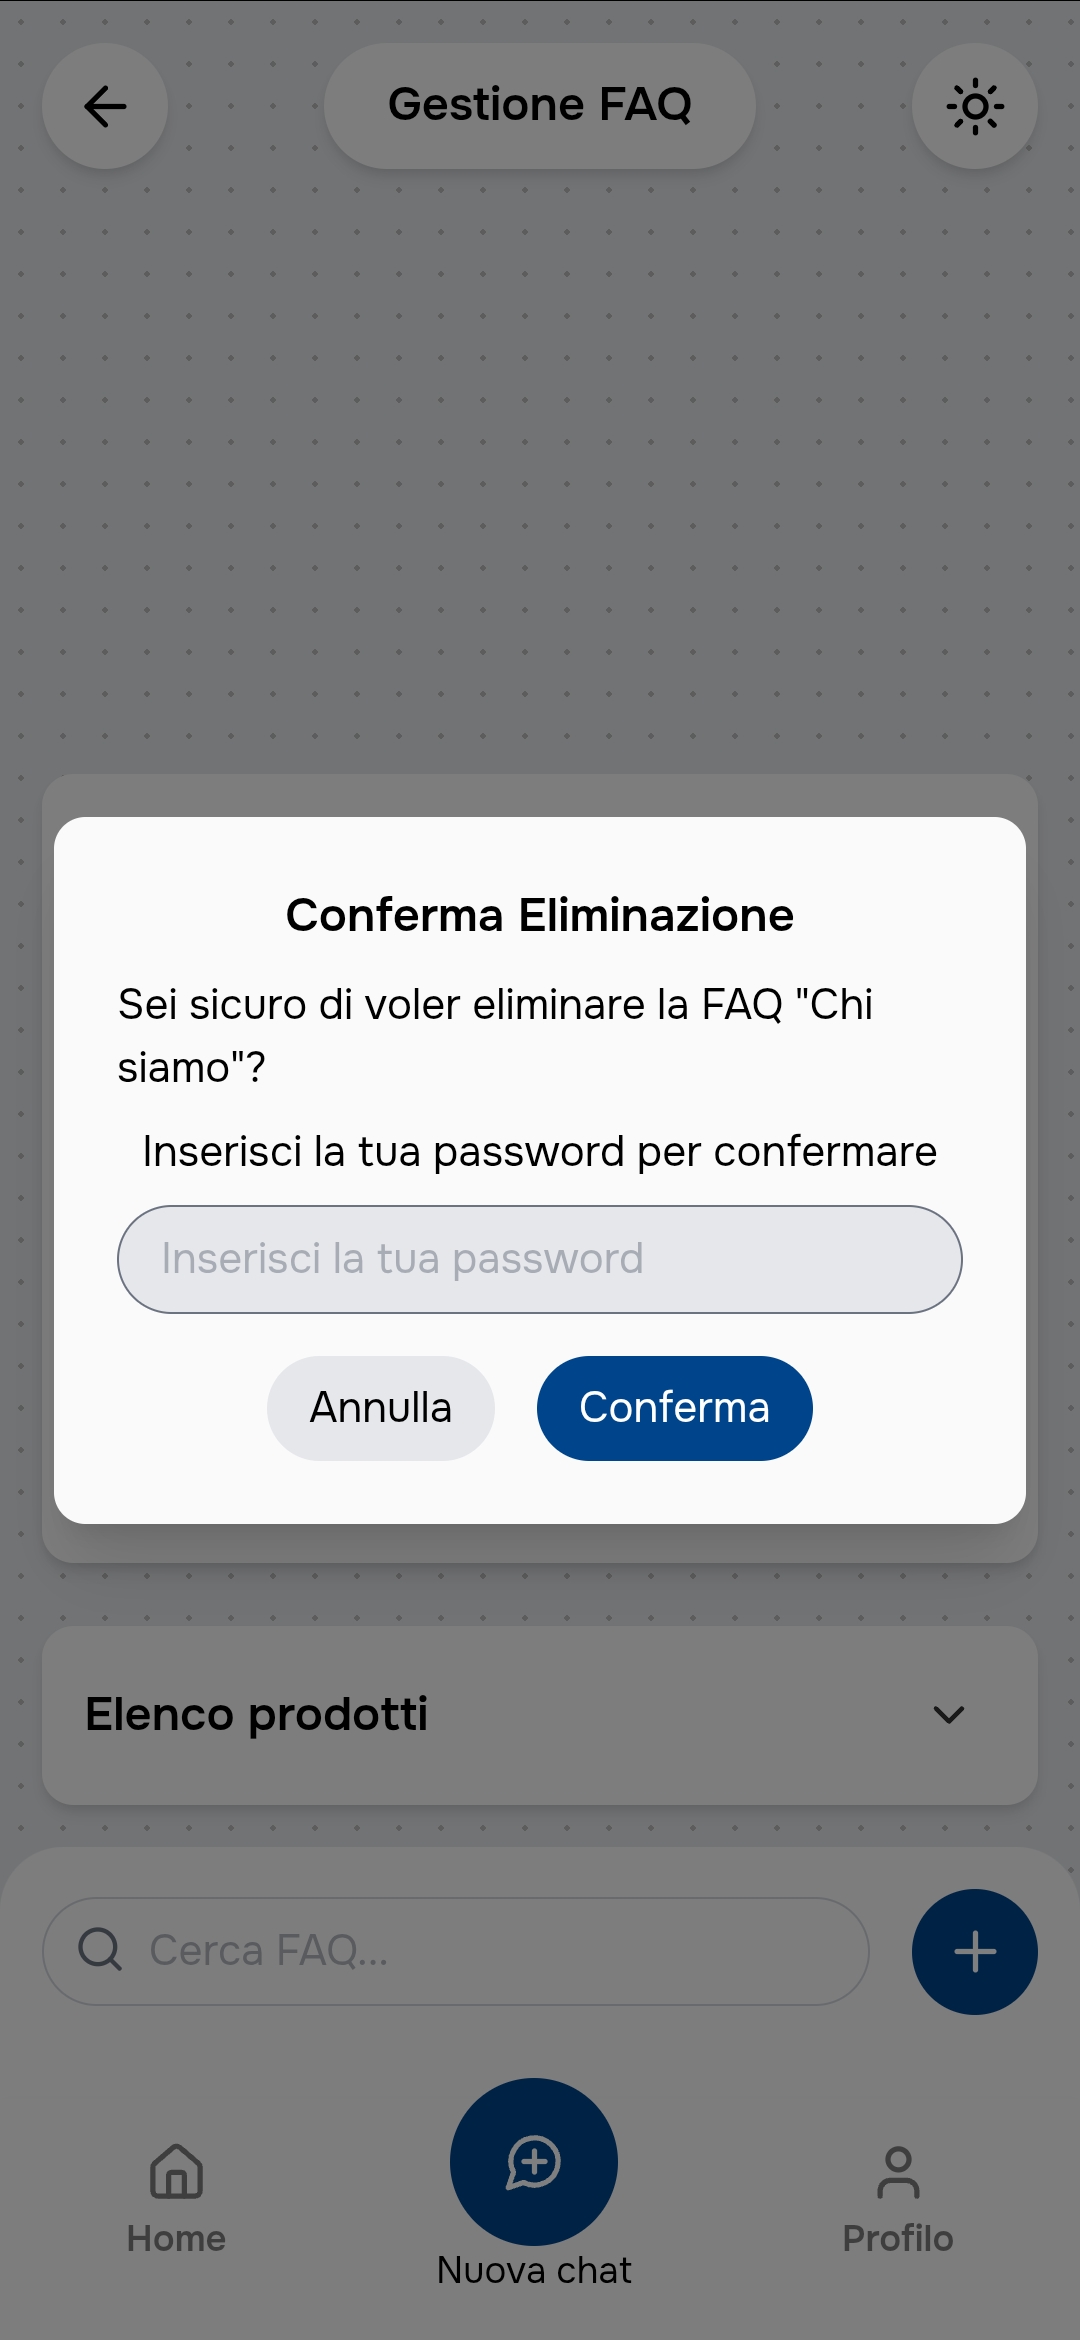 Gestione FAQ
Conferma Eliminazione
Sei sicuro di voler eliminare la FAQ "Chi
siamo"?
Inserisci la tua password per confermare
Inserisci la tua password
Annulla
Conferma
Elenco prodotti
Cerca FAQ...
Home
Nuova chat
Profilo